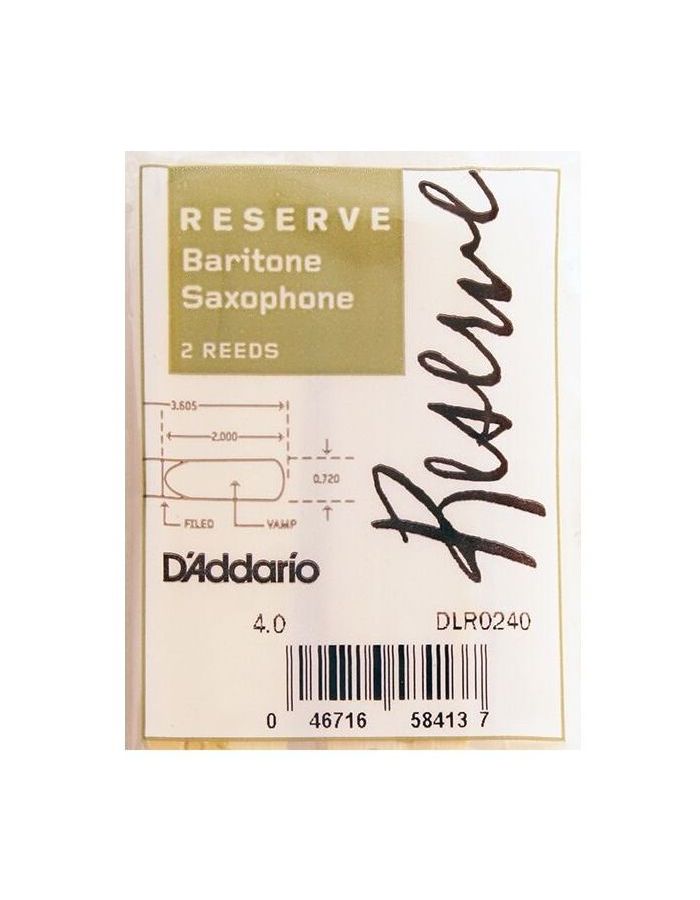 RESERVE
Baritone
Saxophone
2 REEDS
Reserve
3.605
2.000
0.720
FILED
VAMP
D'Addario
4.0 DLR0240
0 46716 58413 7